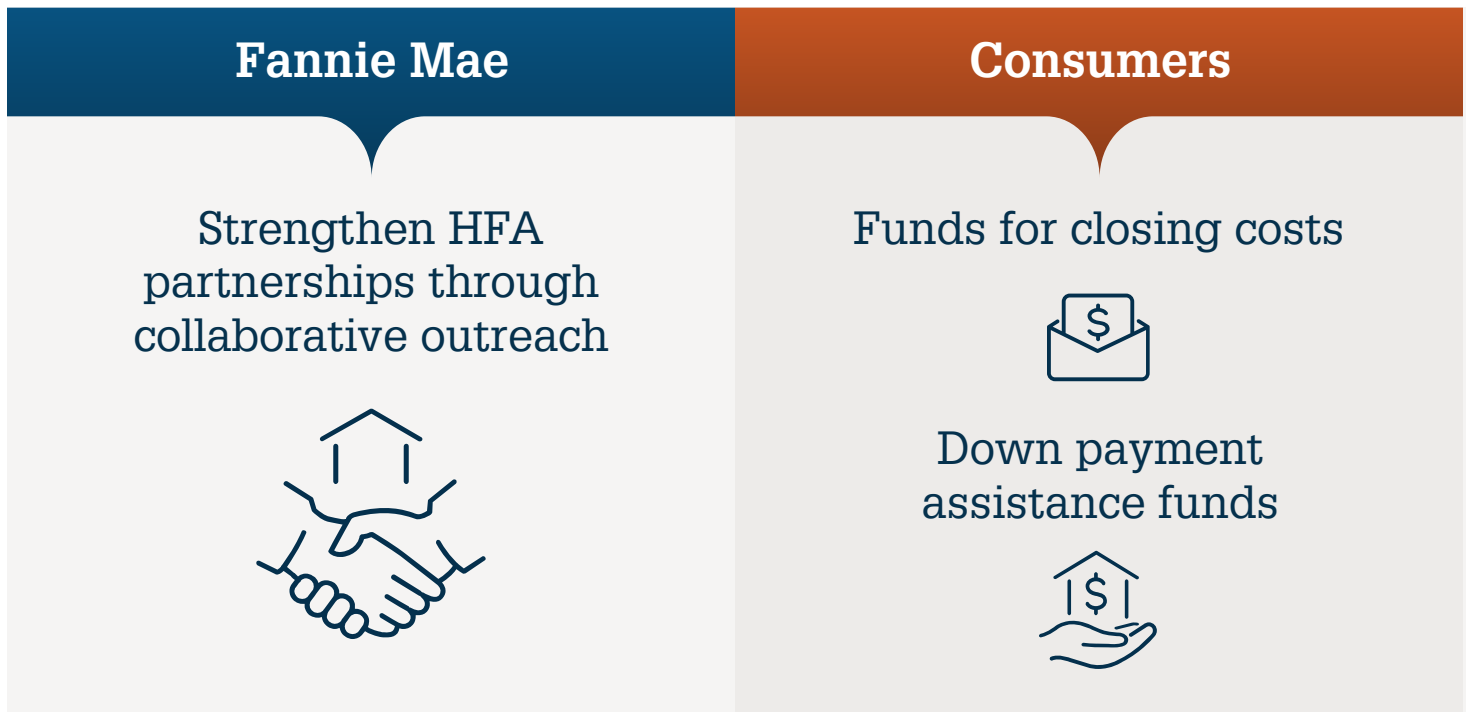 Fannie Mae
Strengthen HFA
partnerships through
collaborative outreach
Consumers
Funds for closing costs
$
Down payment
assistance funds
$